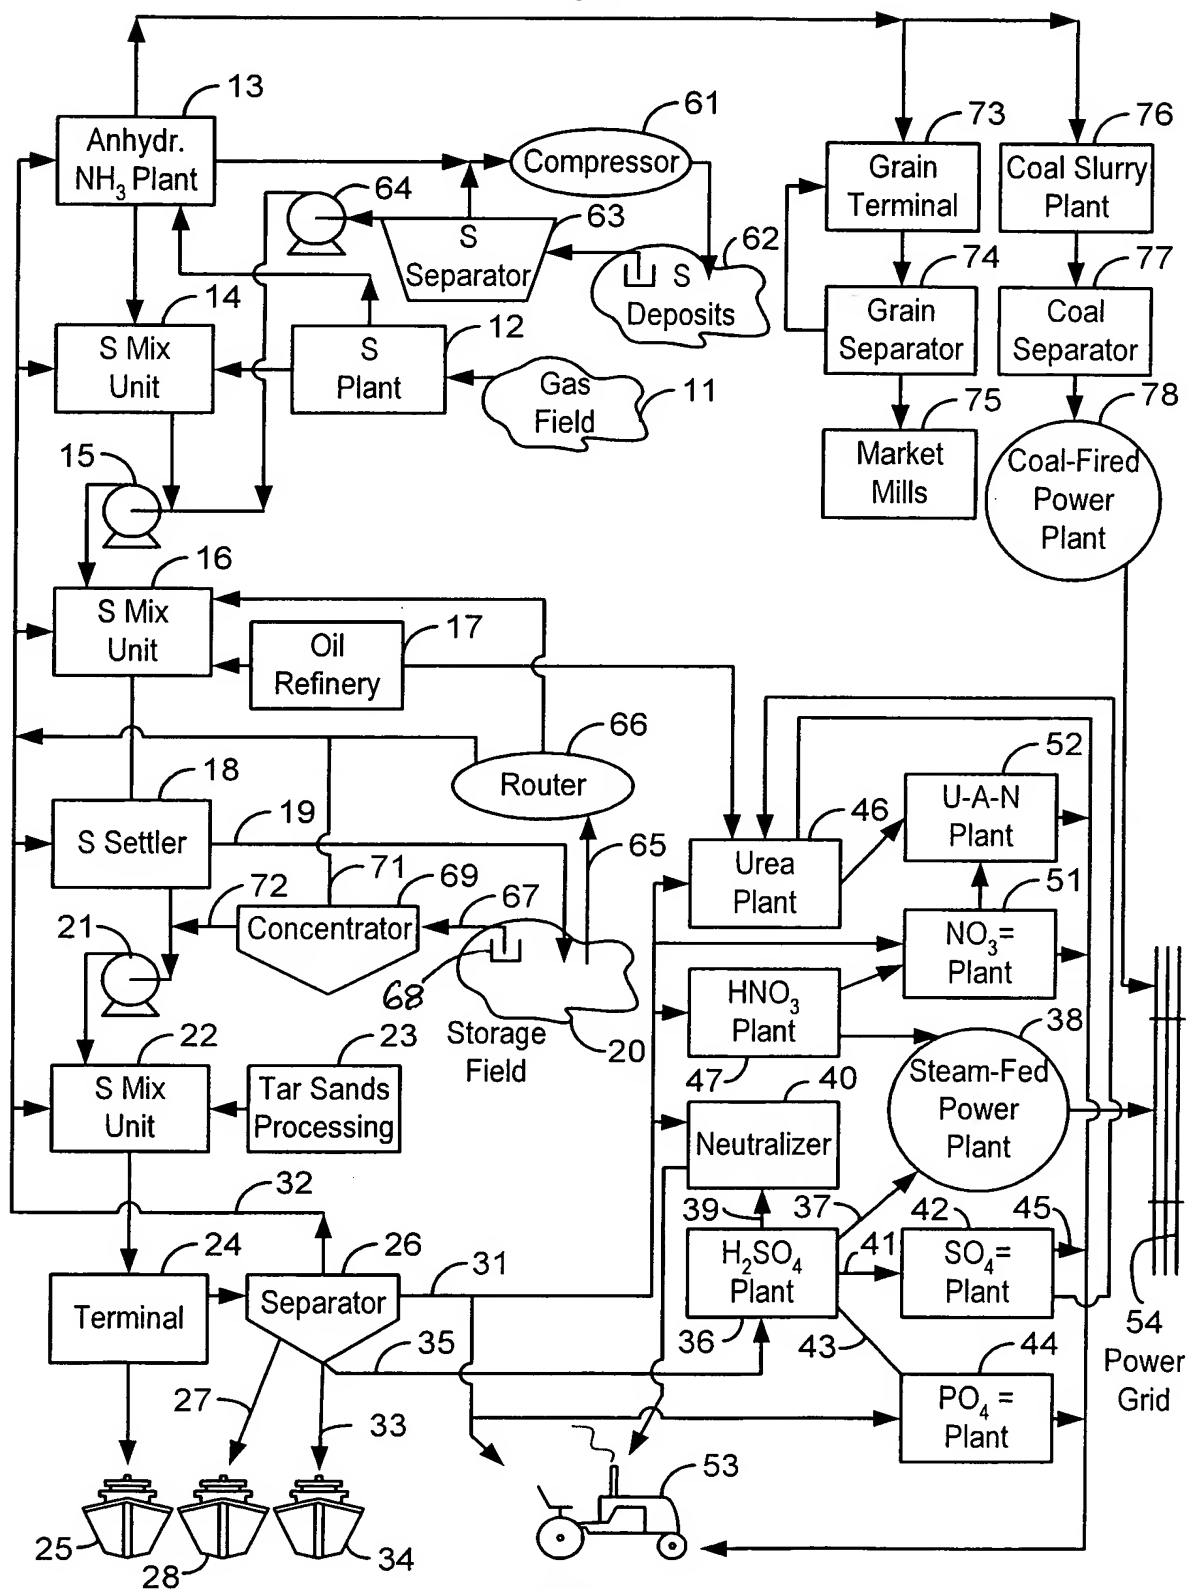 13
Anhydr.
NH3 Plant
61
Compressor
73
Grain
Terminal
76
Coal Slurry
Plant
64
63
S
Separator
62
S
Deposits
14
S Mix
Unit
12
S
Plant
Gas
Field
11
74
Grain
Separator
77
Coal
Separator
75
Market
Mills
78
Coal-Fired
Power
Plant
15
16
S Mix
Unit
17
Oil
Refinery
66
Router
18
S Settler
19
65
46
Urea
Plant
52
U-A-N
Plant
72
71
69
Concentrator
67
68
Storage
Field
20
51
NO3=
Plant
21
HNO3
Plant
47
38
Steam-Fed
Power
Plant
22
S Mix
Unit
23
Tar Sands
Processing
40
Neutralizer
32
39
37
24
Terminal
26
Separator
31
H2SO4
Plant
36
41
42
SO4=
Plant
45
54
Power
Grid
35
43
44
PO4 =
Plant
27
33
53
25
28
34